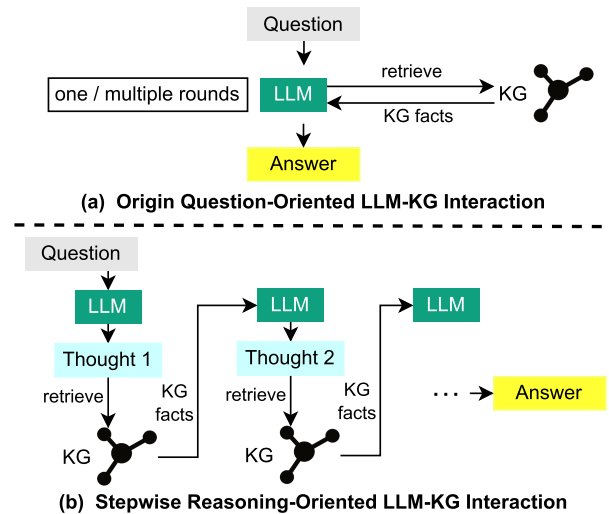 Question
one / multiple rounds
LLM
retrieve
KG facts
KG
Answer
(a) Origin Question-Oriented LLM-KG Interaction
Question
LLM
Thought 1
retrieve
KG
KG
facts
LLM
Thought 2
retrieve
KG
KG
facts
LLM
...
Answer
(b) Stepwise Reasoning-Oriented LLM-KG Interaction